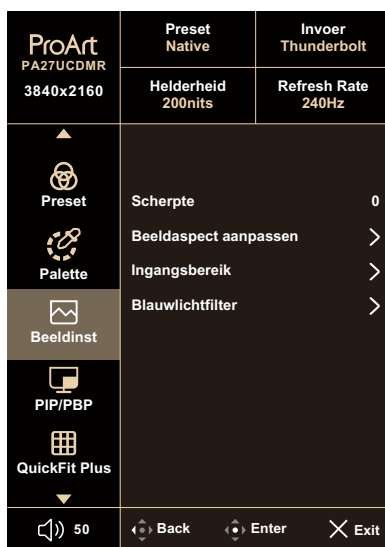 ProArt
PA27UCDMR
3840x2160
Preset
Native
Invoer
Thunderbolt
Helderheid
200nits
Refresh Rate
240Hz
Preset
Palette
Beeldinst
PIP/PBP
QuickFit Plus
Scherpte 0
Beeldaspect aanpassen
Ingangsbereik
Blauwlichtfilter
50
Back
Enter
Exit